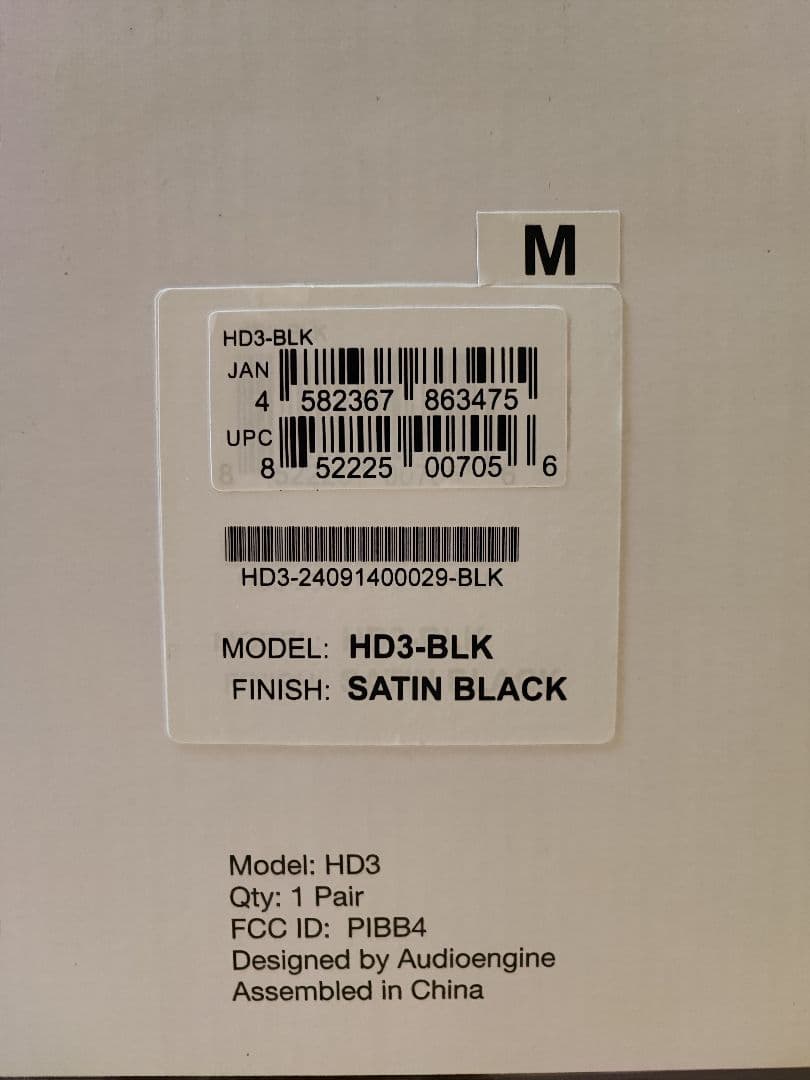 M
HD3-BLK
JAN
4 582367 863475
UPC
8 52225 00705 6
HD3-24091400029-BLK
MODEL: HD3-BLK
FINISH: SATIN BLACK
Model: HD3
Qty: 1 Pair
FCC ID: PIBB4
Designed by Audioengine
Assembled in China